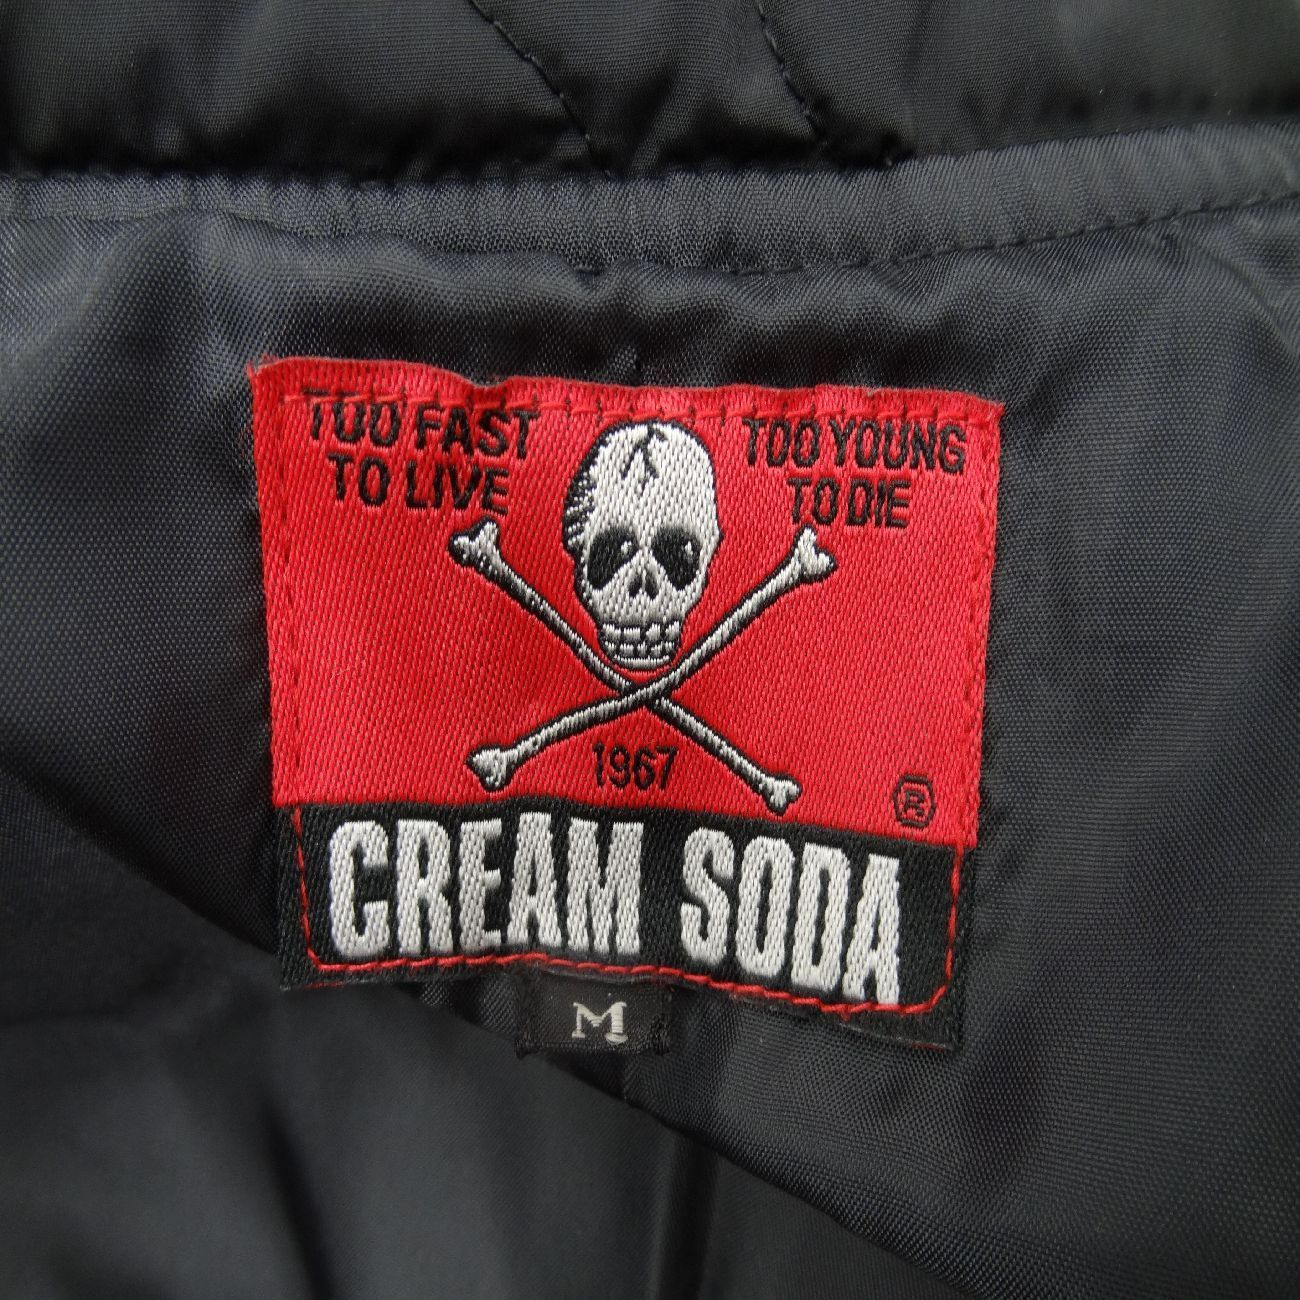 TOO FAST
TO LIVE
TOO YOUNG
TO DIE
1967
®
CREAM SODA
M